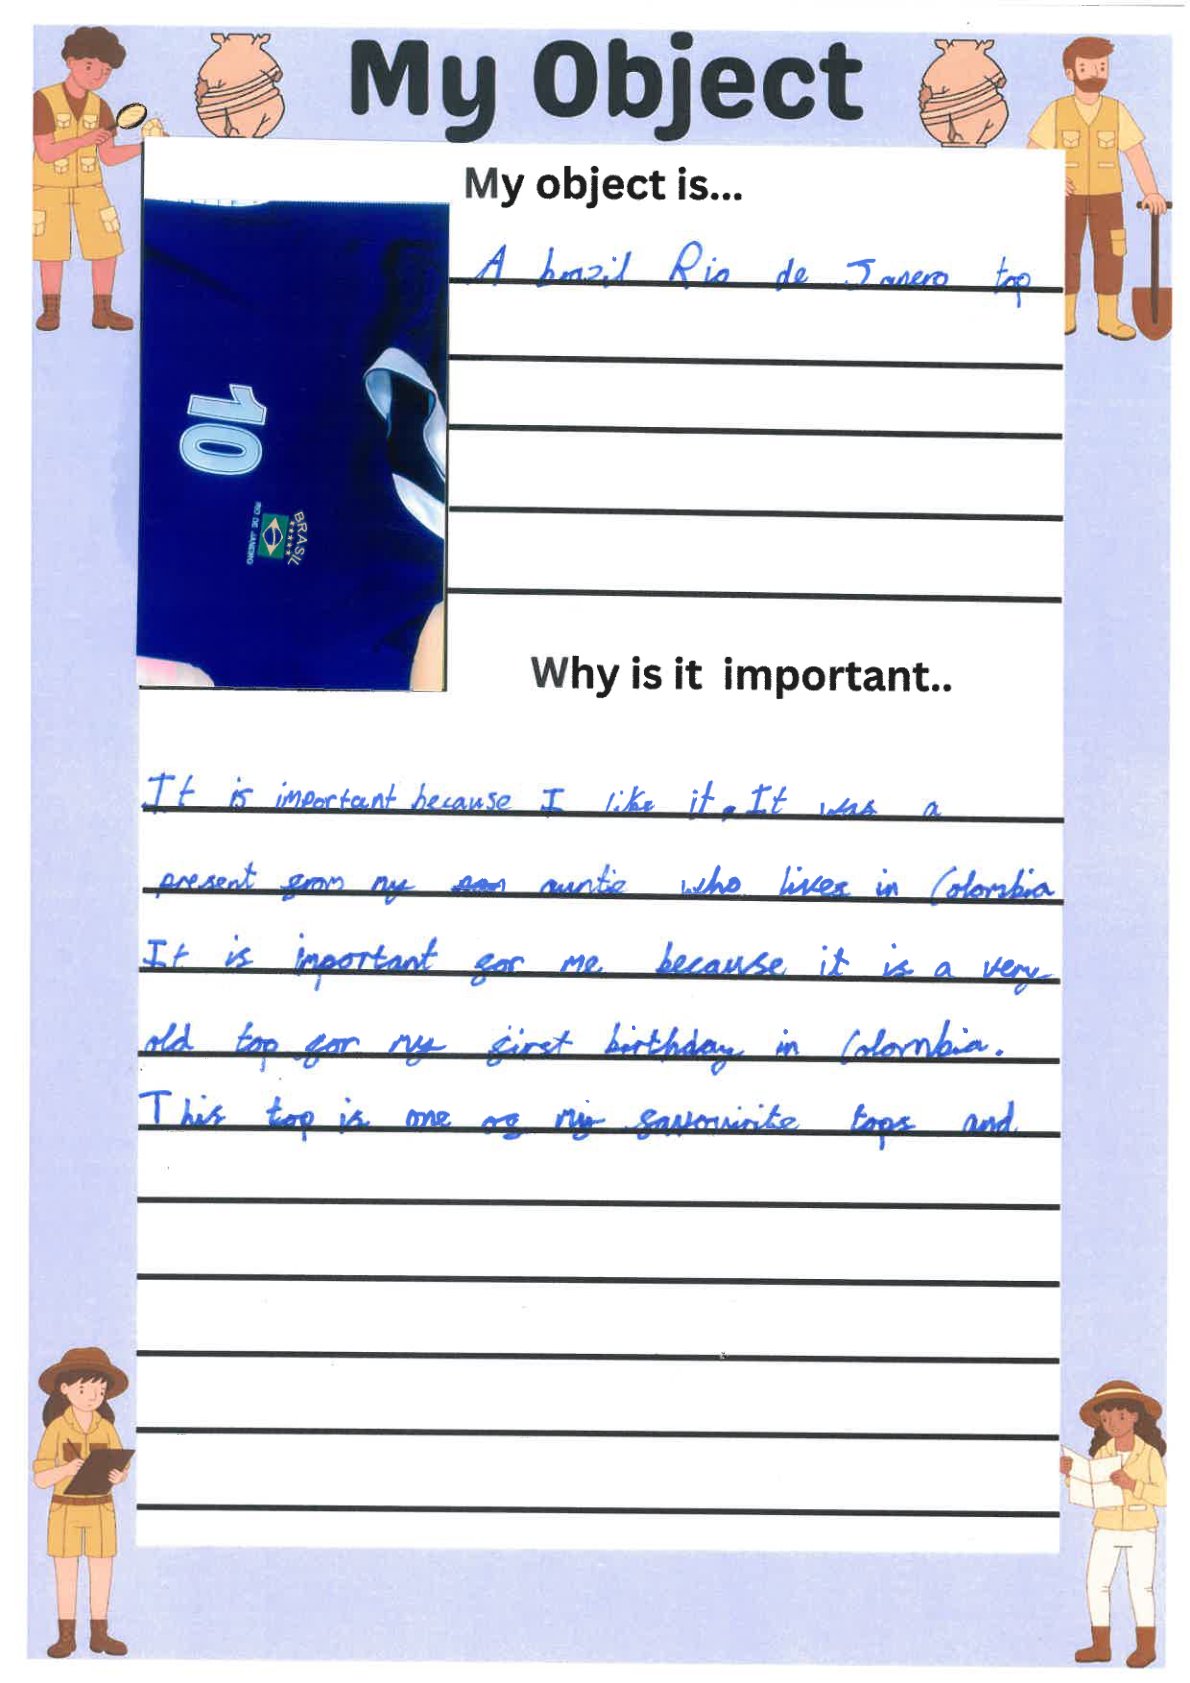 My Object
My object is...
A brazil Rio de Janero top
10
BRASIL
RIO DE JANEIRO
Why is it important..
It is important because I like it. It was a
present from my auntie who lives in Colombia
It is important for me because it is a very
old top for my first birthday in Colombia.
This top is one of my favouirite tops and